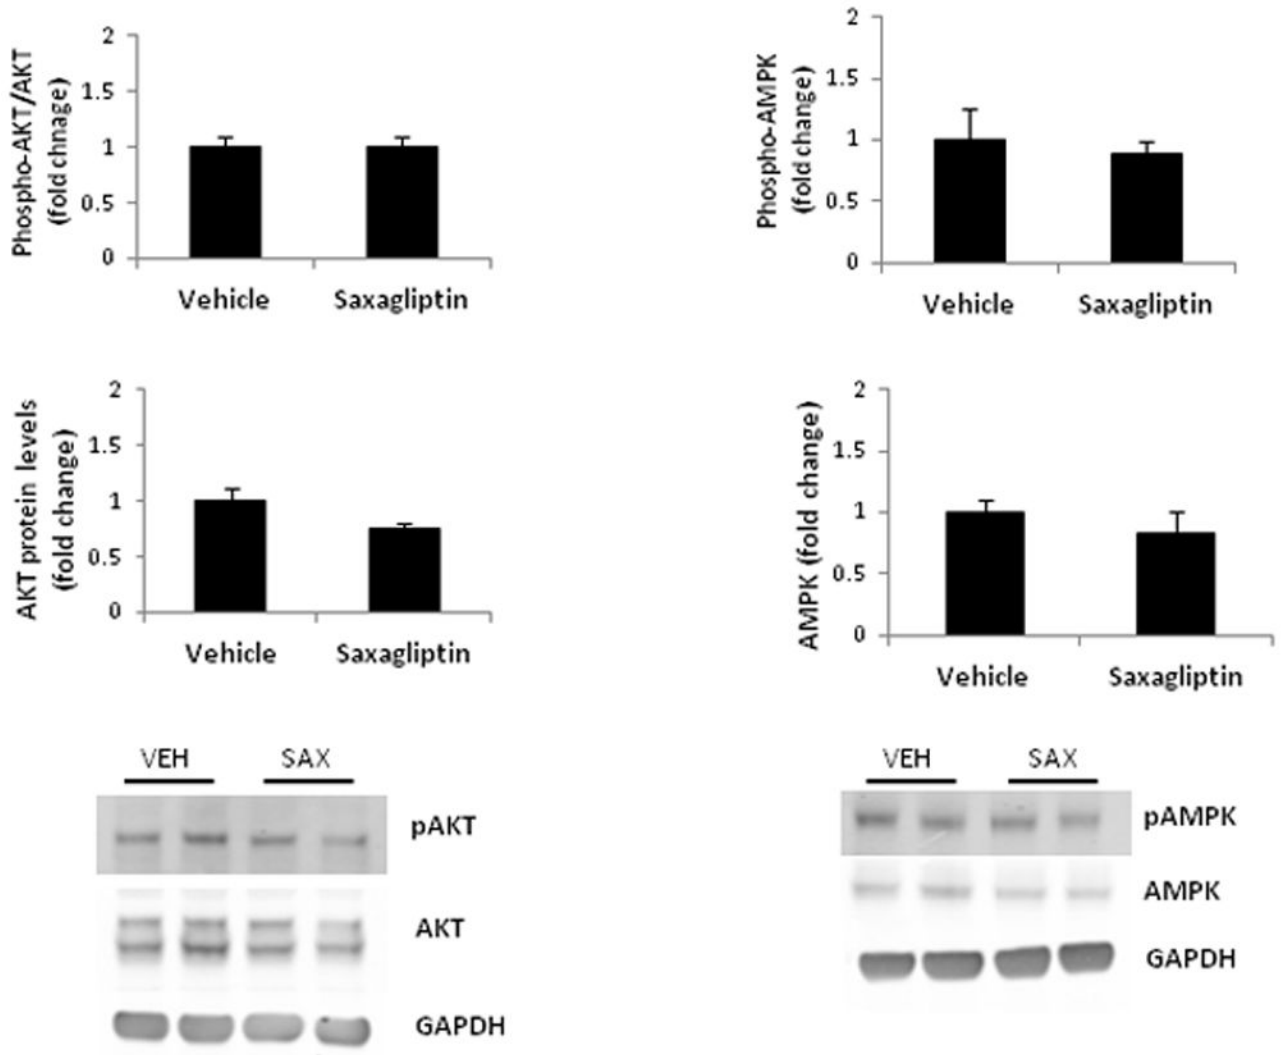 Phospho-AKT/AKT
(fold chnage)
2
1.5
1
0.5
0
Vehicle Saxagliptin
Phospho-AMPK
(fold change)
2
1.5
1
0.5
0
Vehicle Saxagliptin
AKT protein levels
(fold change)
2
1.5
1
0.5
0
Vehicle Saxagliptin
AMPK (fold change)
2
1.5
1
0.5
0
Vehicle Saxagliptin
VEH SAX
pAKT
AKT
GAPDH
VEH SAX
pAMPK
AMPK
GAPDH